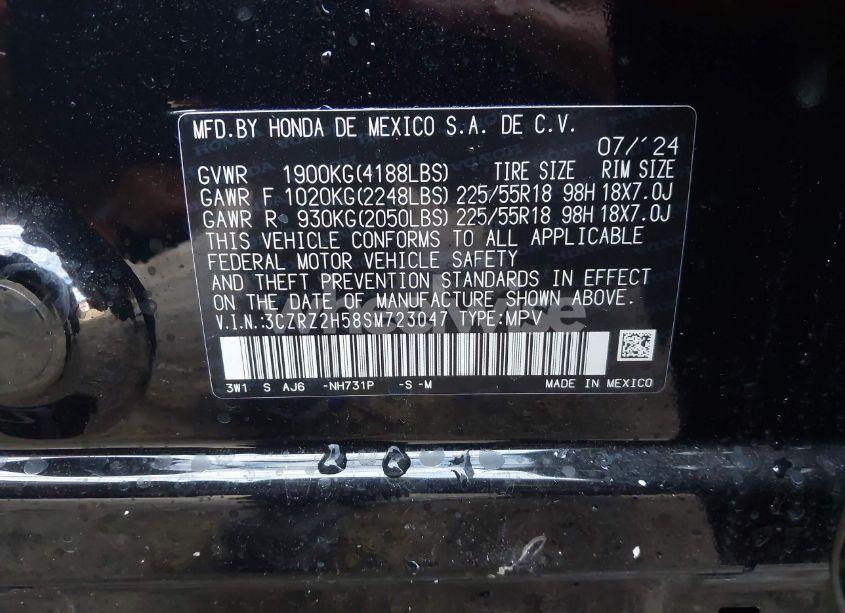 MFD.BY HONDA DE MEXICO S.A. DE C.V.
07/´24
GVWR 1900KG(4188LBS) TIRE SIZE RIM SIZE
GAWR F 1020KG(2248LBS) 225/55R18 98H 18X7.0J
GAWR R 930KG(2050LBS) 225/55R18 98H 18X7.0J
THIS VEHICLE CONFORMS TO ALL APPLICABLE
FEDERAL MOTOR VEHICLE SAFETY
AND THEFT PREVENTION STANDARDS IN EFFECT
ON THE DATE OF MANUFACTURE SHOWN ABOVE.
V.I.N.:3CZRZ2H58SM723047 TYPE:MPV
3W1 S AJ6 -NH731P -S -M MADE IN MEXICO